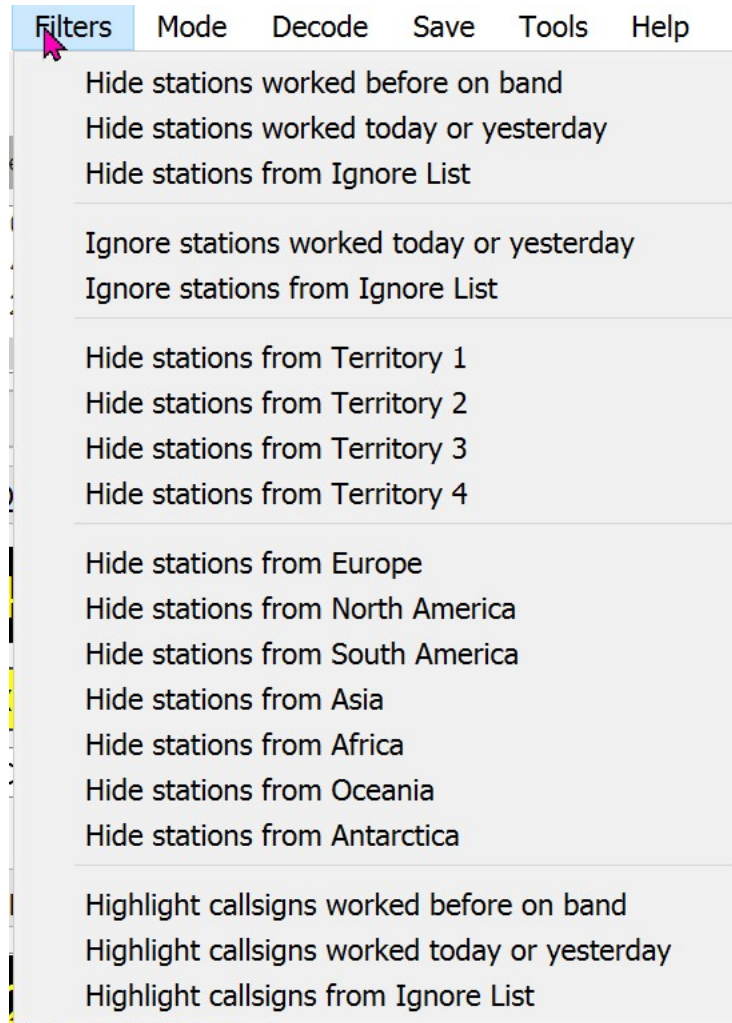 Filters Mode Decode Save Tools Help
Hide stations worked before on band
Hide stations worked today or yesterday
Hide stations from Ignore List
Ignore stations worked today or yesterday
Ignore stations from Ignore List
Hide stations from Territory 1
Hide stations from Territory 2
Hide stations from Territory 3
Hide stations from Territory 4
Hide stations from Europe
Hide stations from North America
Hide stations from South America
Hide stations from Asia
Hide stations from Africa
Hide stations from Oceania
Hide stations from Antarctica
Highlight callsigns worked before on band
Highlight callsigns worked today or yesterday
Highlight callsigns from Ignore List